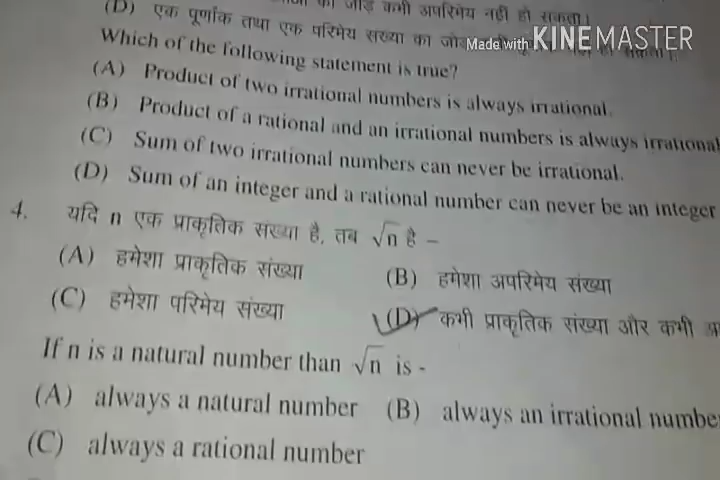 जोड़ कभी अपरिमेय नहीं हो सकता।
(D) एक पूर्णांक तथा एक परिमेय संख्या का
Made with KINEMASTER
Which of the following statement is true?
(A) Product of two irrational numbers is always irrational.
(B) Product of a rational and an irrational numbers is always irrational
(C) Sum of two irrational numbers can never be irrational.
(D) Sum of an integer and a rational number can never be an integer
4. यदि n एक प्राकृतिक संख्या है, तब √n है –
(A) हमेशा प्राकृतिक संख्या (B) हमेशा अपरिमेय संख्या
(C) हमेशा परिमेय संख्या (D) कभी प्राकृतिक संख्या और कभी
If n is a natural number than √n is -
(A) always a natural number (B) always an irrational number
(C) always a rational number